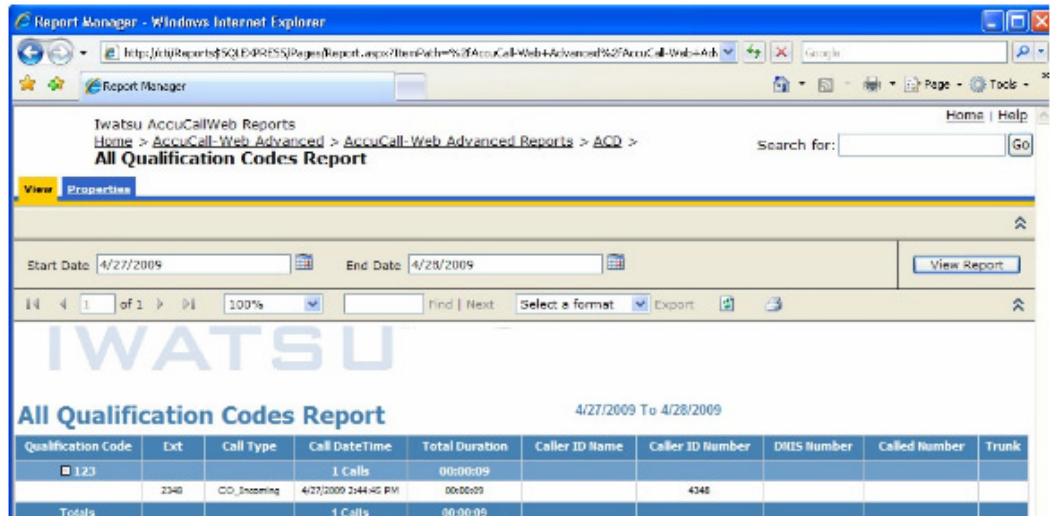 Report Manager - Windows Internet Explorer
Google
Report Manager
Page Tools
Home | Help
Iwatsu AccuCallWeb Reports
Home > AccuCall-Web Advanced > AccuCall-Web Advanced Reports > ACD >
Search for: Go
All Qualification Codes Report
View Properties
Start Date 4/27/2009 End Date 4/28/2009 View Report
1 of 1 100% Find | Next Select a format Export
IWATSU
All Qualification Codes Report 4/27/2009 To 4/28/2009
Qualification Code Ext Call Type Call DateTime Total Duration Caller ID Name Caller ID Number DNIS Number Called Number Trunk
123 1 Calls 00:00:09
2348 CO_Incoming 4/27/2009 2:44:45 PM 00:00:09 4348
Totals 1 Calls 00:00:09